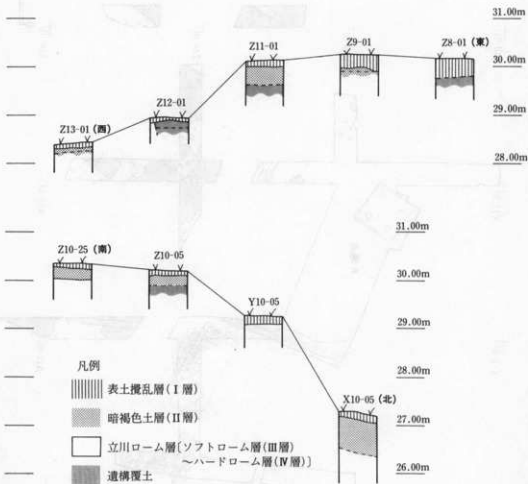 31.00m
Z11-01
Z9-01
Z8-01 (東)
30.00m
Z12-01
29.00m
Z13-01 (西)
28.00m
31.00m
Z10-25 (南)
Z10-05
30.00m
Y10-05
29.00m
凡例
28.00m
表土攪乱層(I層)
X10-05 (北)
暗褐色土層(II層)
27.00m
立川ローム層〔ソフトローム層(III層)
~ハードローム層(IV層)〕
遺構覆土
26.00m